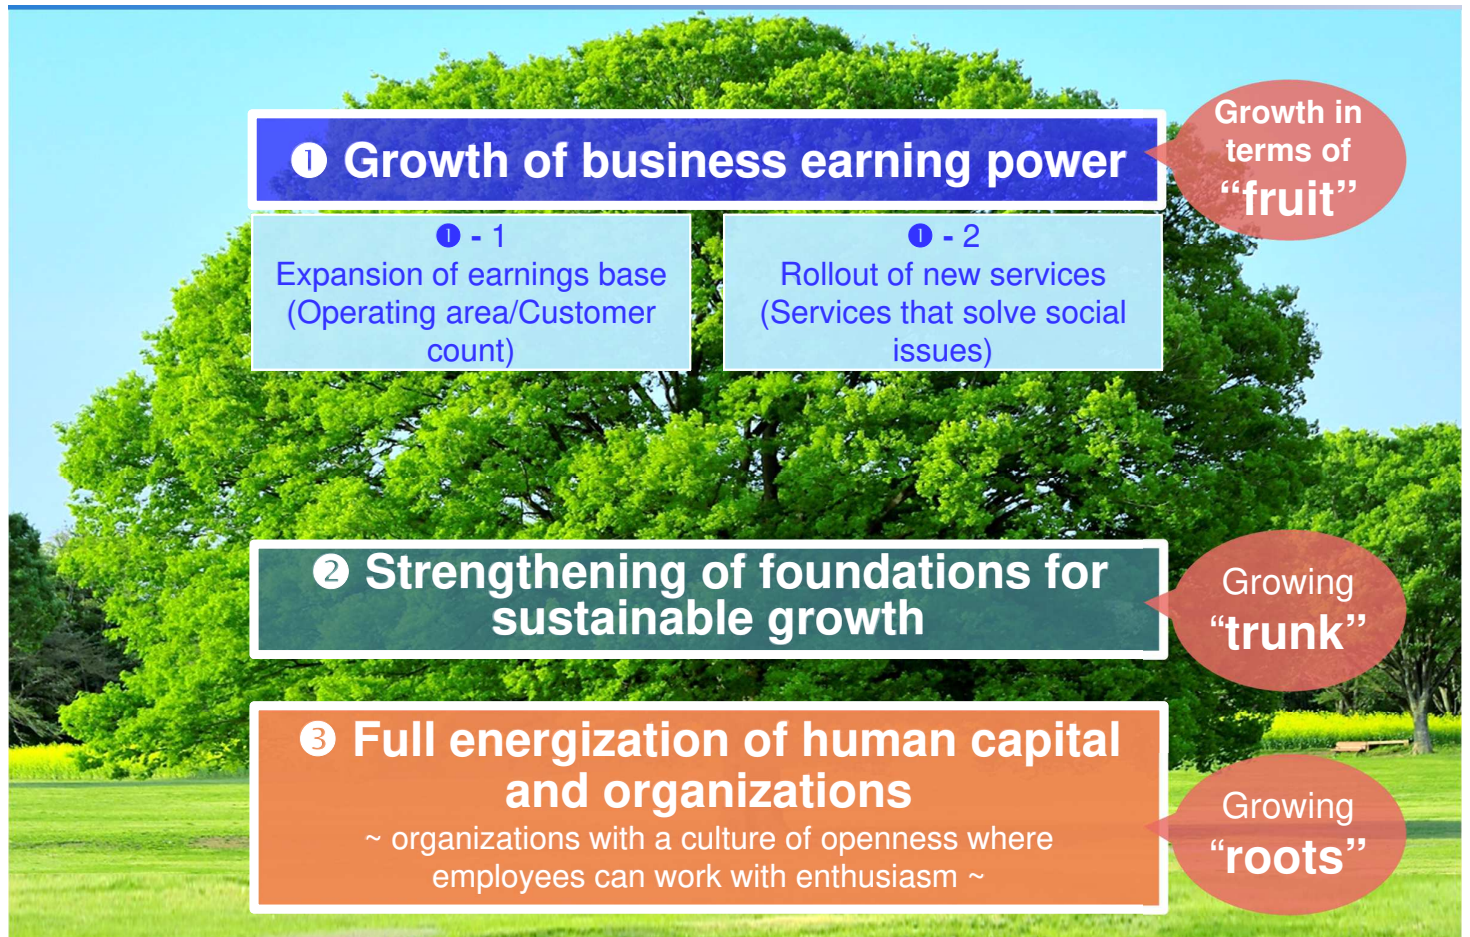 ❶ Growth of business earning power
Growth in
terms of
“fruit”
❶ - 1
Expansion of earnings base
(Operating area/Customer
count)
❶ - 2
Rollout of new services
(Services that solve social
issues)
❷ Strengthening of foundations for
sustainable growth
Growing
“trunk”
❸ Full energization of human capital
and organizations
~ organizations with a culture of openness where
employees can work with enthusiasm ~
Growing
“roots”